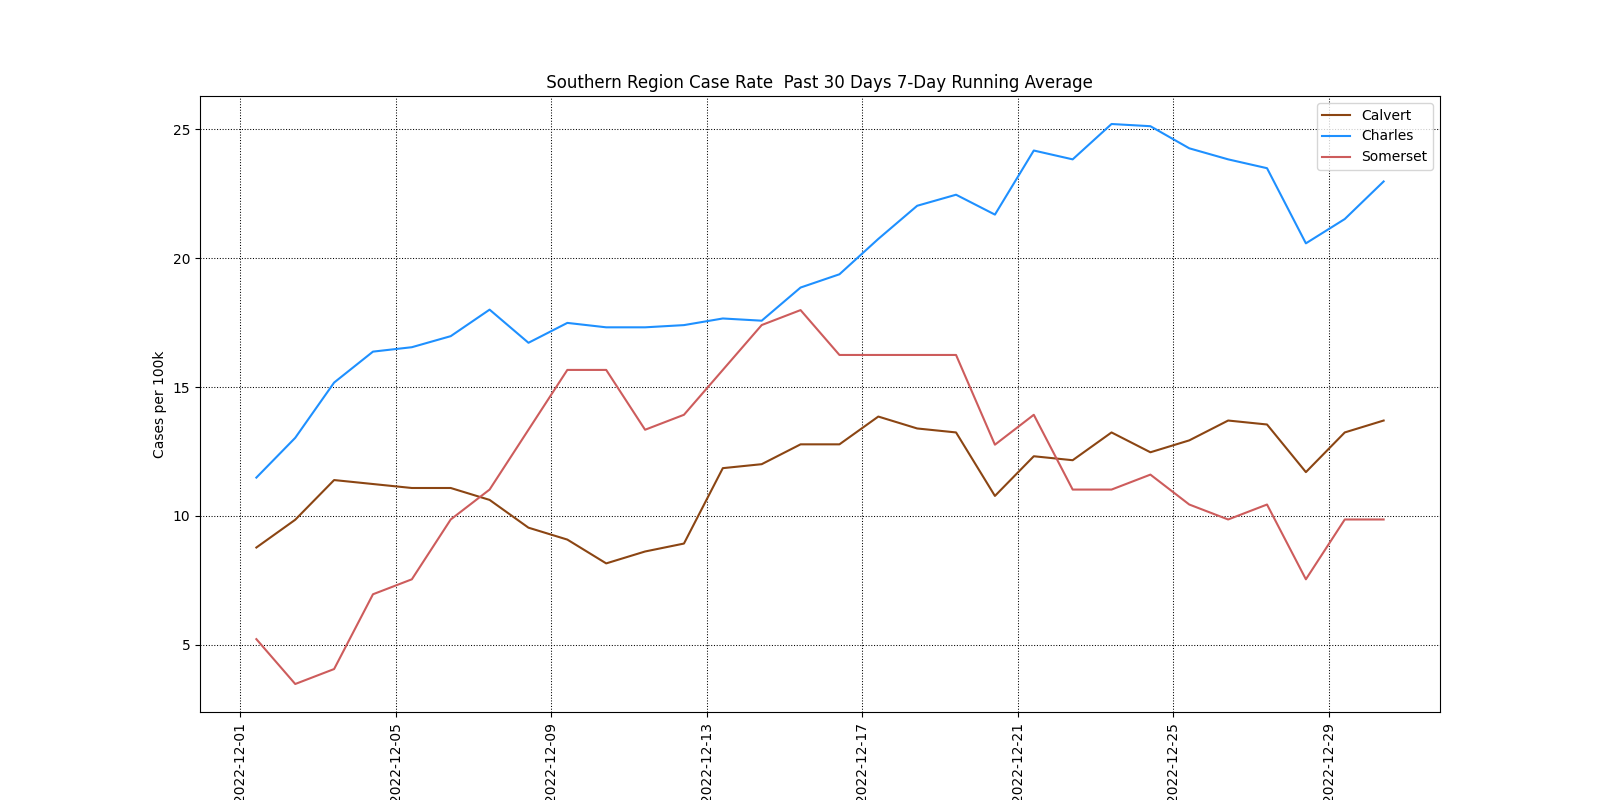 Southern Region Case Rate  Past 30 Days 7-Day Running Average
Calvert
Charles
Somerset
Cases per 100k
25
20
15
10
5
2022-12-01
2022-12-05
2022-12-09
2022-12-13
2022-12-17
2022-12-21
2022-12-25
2022-12-29